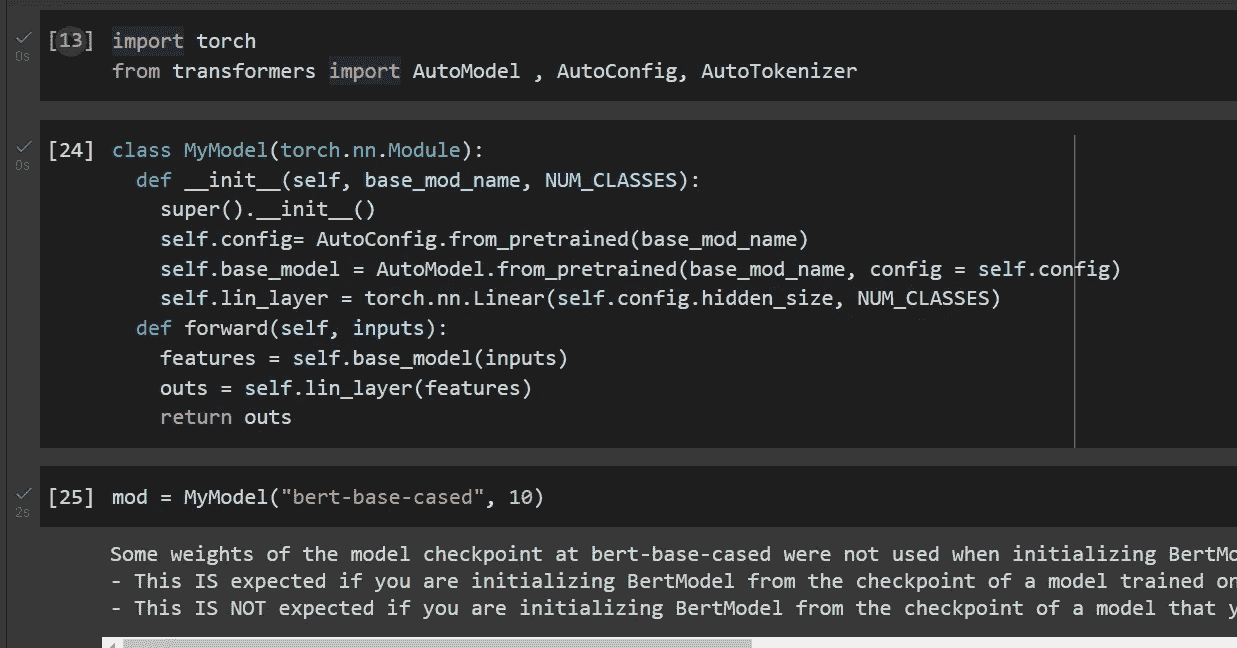 [13] import torch
0s
from transformers import AutoModel , AutoConfig, AutoTokenizer
[24] class MyModel(torch.nn.Module):
0s
def __init__(self, base_mod_name, NUM_CLASSES):
super().__init__()
self.config= AutoConfig.from_pretrained(base_mod_name)
self.base_model = AutoModel.from_pretrained(base_mod_name, config = self.config)
self.lin_layer = torch.nn.Linear(self.config.hidden_size, NUM_CLASSES)
def forward(self, inputs):
features = self.base_model(inputs)
outs = self.lin_layer(features)
return outs
[25] mod = MyModel("bert-base-cased", 10)
2s
Some weights of the model checkpoint at bert-base-cased were not used when initializing BertMo
- This IS expected if you are initializing BertModel from the checkpoint of a model trained on
- This IS NOT expected if you are initializing BertModel from the checkpoint of a model that y